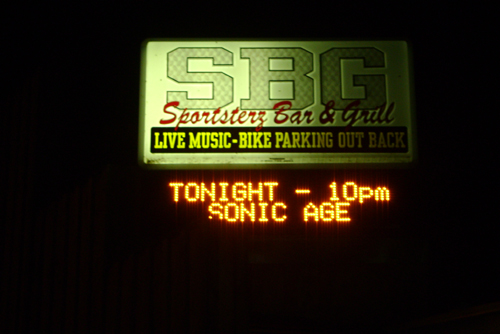 SBG
Sportsterz Bar & Grill
LIVE MUSIC-BIKE PARKING OUT BACK
TONIGHT - 10pm
SONIC AGE